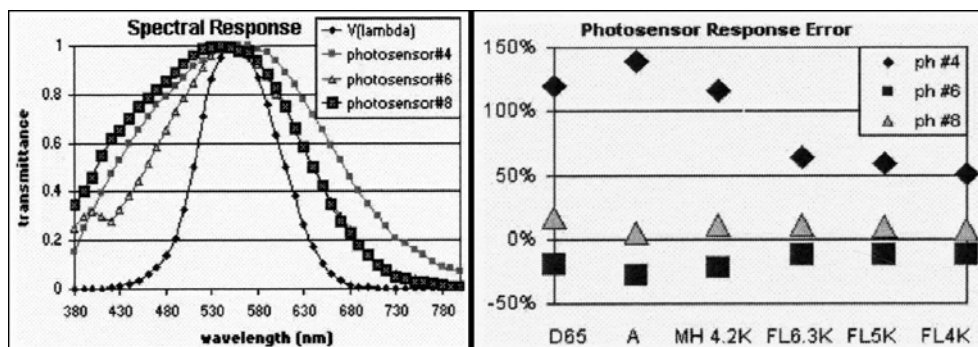 Spectral Response
V(lambda)
photosensor#4
photosensor#6
photosensor#8
transmittance
1
0.8
0.6
0.4
0.2
0
380 430 480 530 580 630 680 730 780
wavelength (nm)
Photosensor Response Error
ph #4
ph #6
ph #8
150%
100%
50%
0%
-50%
D65 A MH 4.2K FL6.3K FL5K FL4K